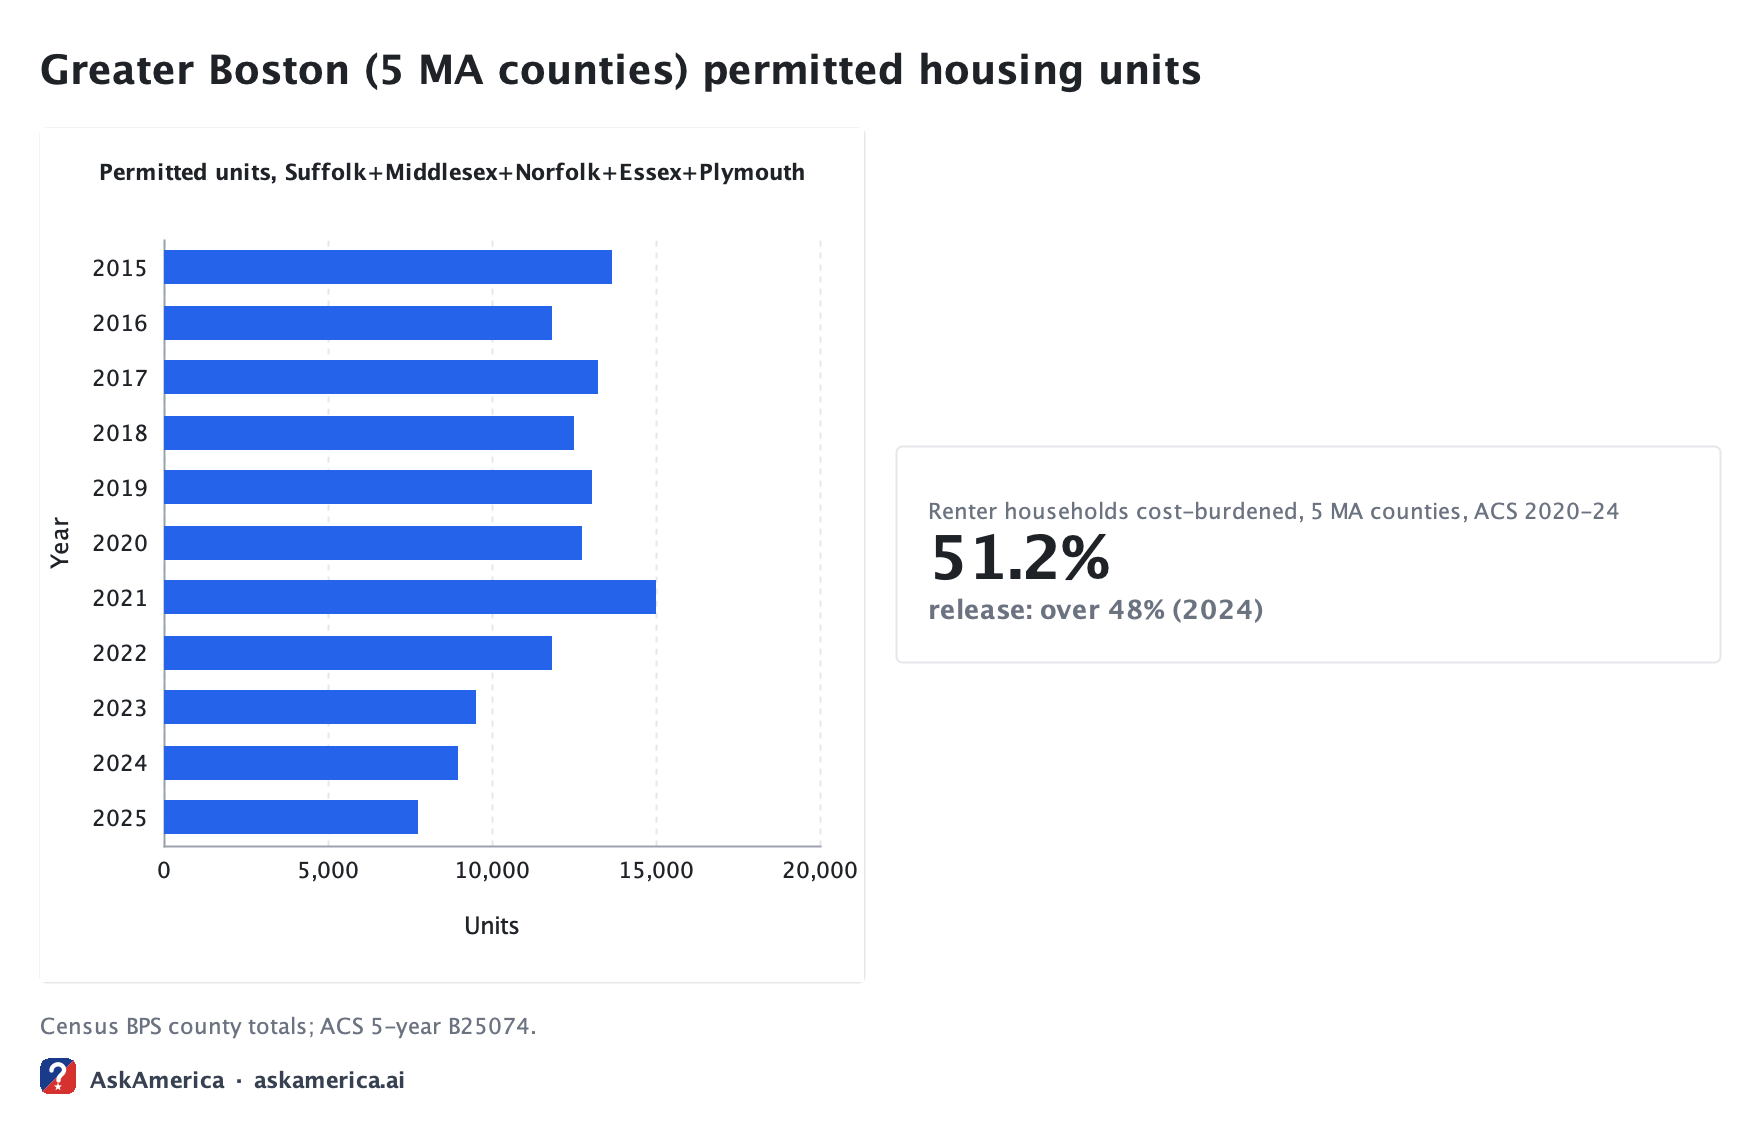 Greater Boston (5 MA counties) permitted housing units
Permitted units, Suffolk+Middlesex+Norfolk+Essex+Plymouth
Year
2015
2016
2017
2018
2019
2020
2021
2022
2023
2024
2025
0 5,000 10,000 15,000 20,000
Units
Renter households cost-burdened, 5 MA counties, ACS 2020-24
51.2%
release: over 48% (2024)
Census BPS county totals; ACS 5-year B25074.
AskAmerica · askamerica.ai